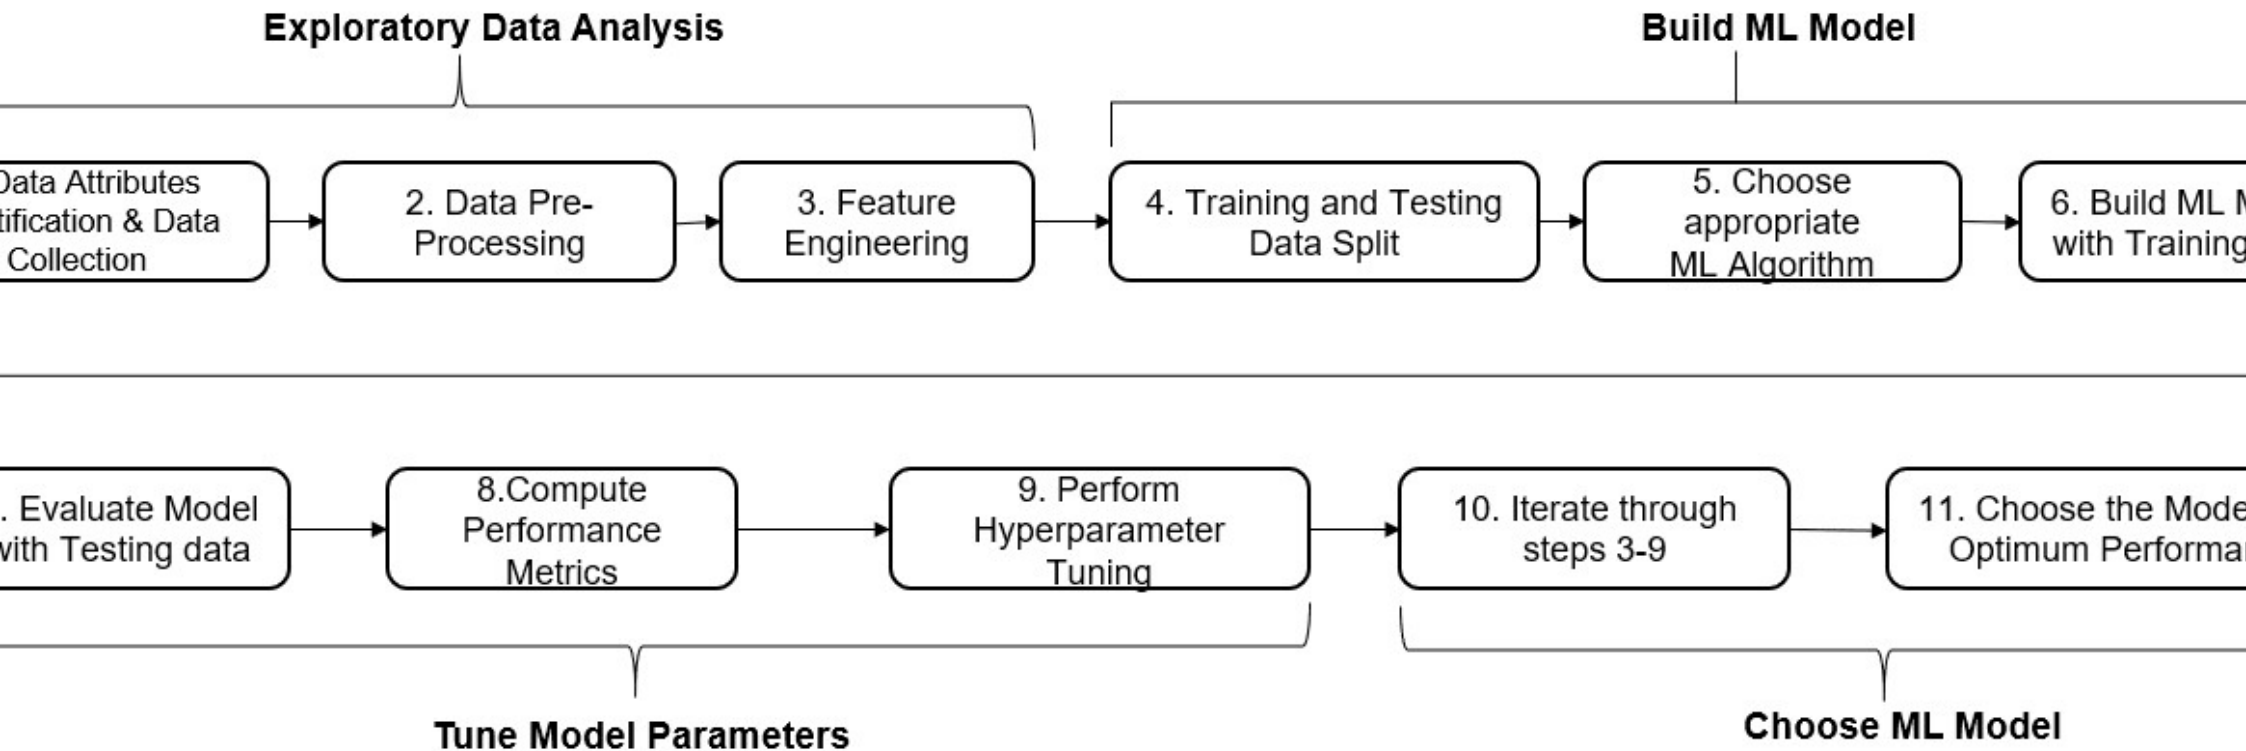 Exploratory Data Analysis
Build ML Model
Data Attributes
& Data
Collection
2. Data Pre-
Processing
3. Feature
Engineering
4. Training and Testing
Data Split
5. Choose
appropriate
ML Algorithm
6. Build ML
with Training
. Evaluate Model
with Testing data
8.Compute
Performance
Metrics
9. Perform
Hyperparameter
Tuning
10. Iterate through
steps 3-9
11. Choose the
Optimum
Tune Model Parameters
Choose ML Model